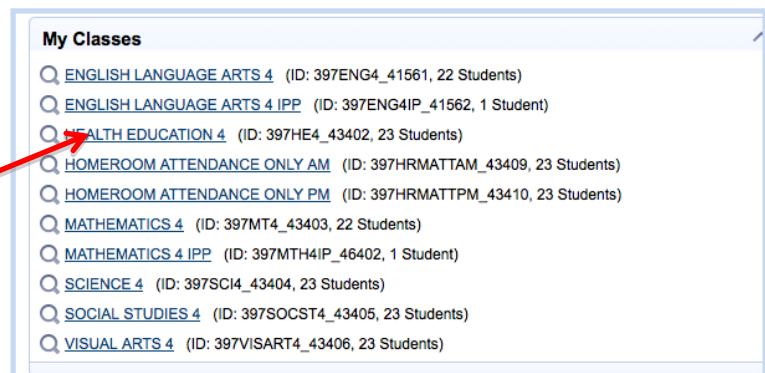 My Classes
ENGLISH LANGUAGE ARTS 4 (ID: 397ENG4_41561, 22 Students)
ENGLISH LANGUAGE ARTS 4 IPP (ID: 397ENG4IP_41562, 1 Student)
HEALTH EDUCATION 4 (ID: 397HE4_43402, 23 Students)
HOMEROOM ATTENDANCE ONLY AM (ID: 397HRMATTAM_43409, 23 Students)
HOMEROOM ATTENDANCE ONLY PM (ID: 397HRMATTPM_43410, 23 Students)
MATHEMATICS 4 (ID: 397MT4_43403, 22 Students)
MATHEMATICS 4 IPP (ID: 397MTH4IP_46402, 1 Student)
SCIENCE 4 (ID: 397SCI4_43404, 23 Students)
SOCIAL STUDIES 4 (ID: 397SOCST4_43405, 23 Students)
VISUAL ARTS 4 (ID: 397VISART4_43406, 23 Students)